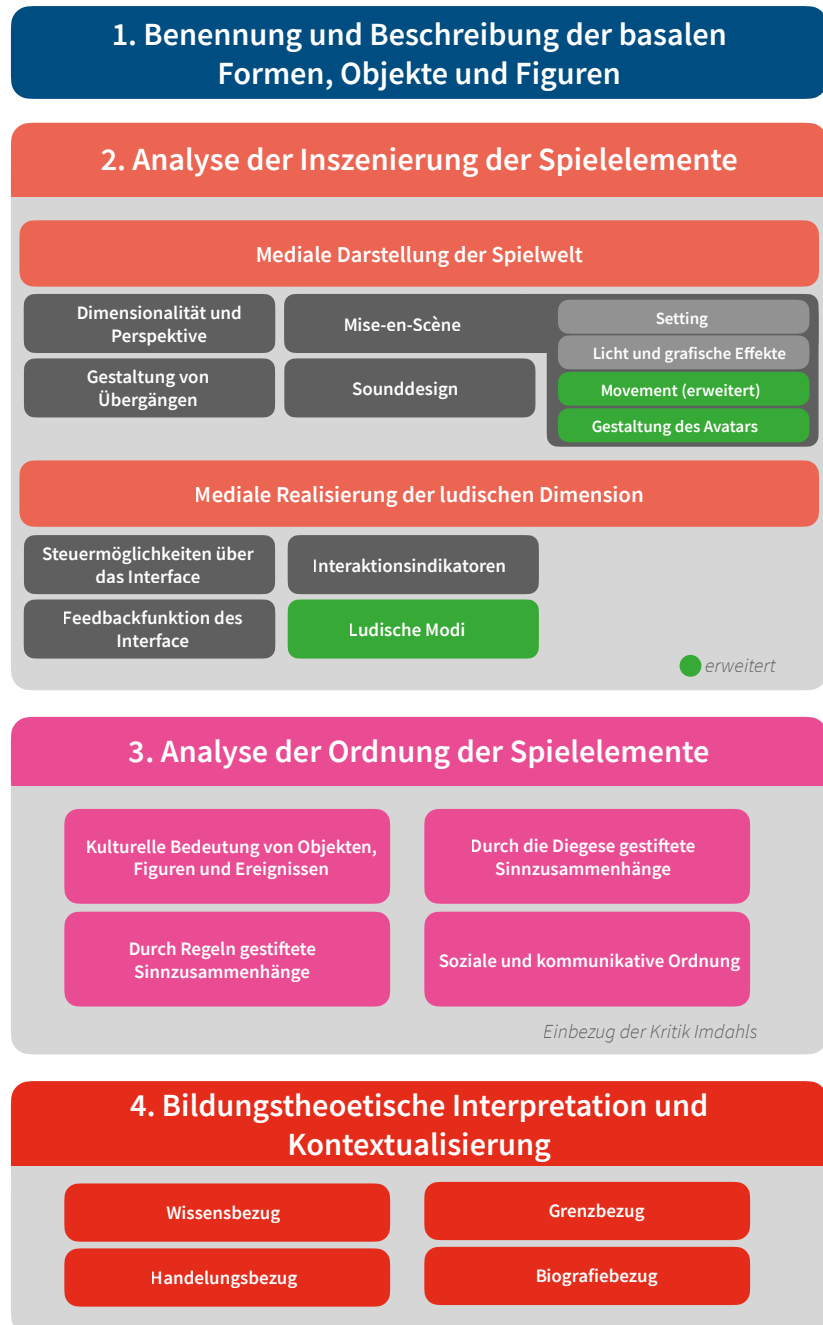 1. Benennung und Beschreibung der basalen
Formen, Objekte und Figuren
2. Analyse der Inszenierung der Spielelemente
Mediale Darstellung der Spielwelt
Dimensionalität und
Perspektive
Mise-en-Scène
Setting
Licht und grafische Effekte
Gestaltung von
Übergängen
Sounddesign
Movement (erweitert)
Gestaltung des Avatars
Mediale Realisierung der ludischen Dimension
Steuermöglichkeiten über
das Interface
Interaktionsindikatoren
Feedbackfunktion des
Interface
Ludische Modi
erweitert
3. Analyse der Ordnung der Spielelemente
Kulturelle Bedeutung von Objekten,
Figuren und Ereignissen
Durch die Diegese gestiftete
Sinnzusammenhänge
Durch Regeln gestiftete
Sinnzusammenhänge
Soziale und kommunikative Ordnung
Einbezug der Kritik Imdahls
4. Bildungstheoetische Interpretation und
Kontextualisierung
Wissensbezug
Grenzbezug
Handelungsbezug
Biografiebezug